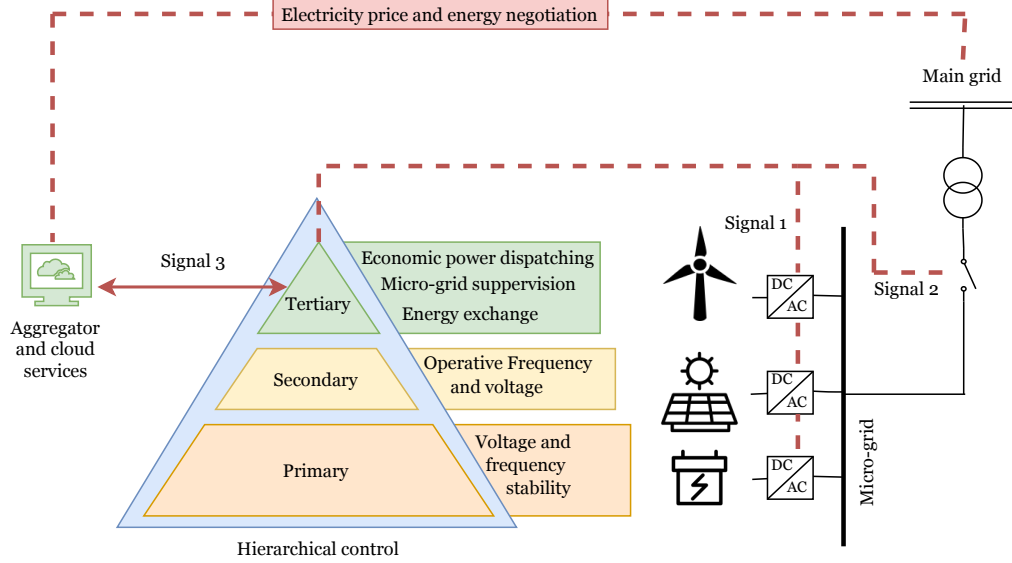 Electricity price and energy negotiation
Main grid
Signal 1
Signal 3
Economic power dispatching
Micro-grid suppervision
Energy exchange
Tertiary
Signal 2
DC
AC
Aggregator
and cloud
services
Secondary
Operative Frequency
and voltage
DC
AC
Primary
Voltage and
frequency
stability
DC
AC
Micro-grid
Hierarchical control